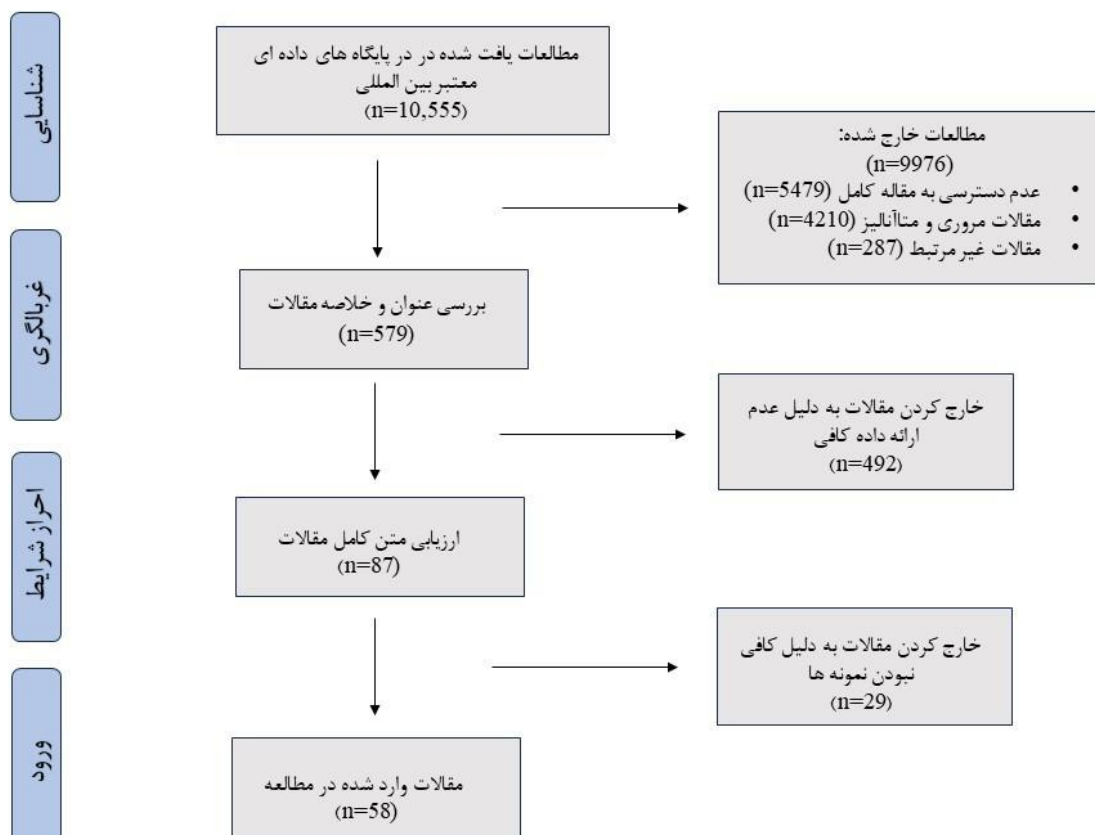 شناسایی
مطالعات یافت شده در در پایگاه های داده ای
معتبر بین المللی
(n=10,555)
مطالعات خارج شده:
(n=9976)
• عدم دسترسی به مقاله کامل (n=5479)
• مقالات مروری و متاآنالیز (n=4210)
• مقالات غیر مرتبط (n=287)
غربالگری
بررسی عنوان و خلاصه مقالات
(n=579)
خارج کردن مقالات به دلیل عدم
ارائه داده کافی
(n=492)
احراز شرایط
ارزیابی متن کامل مقالات
(n=87)
خارج کردن مقالات به دلیل کافی
نبودن نمونه ها
(n=29)
ورود
مقالات وارد شده در مطالعه
(n=58)